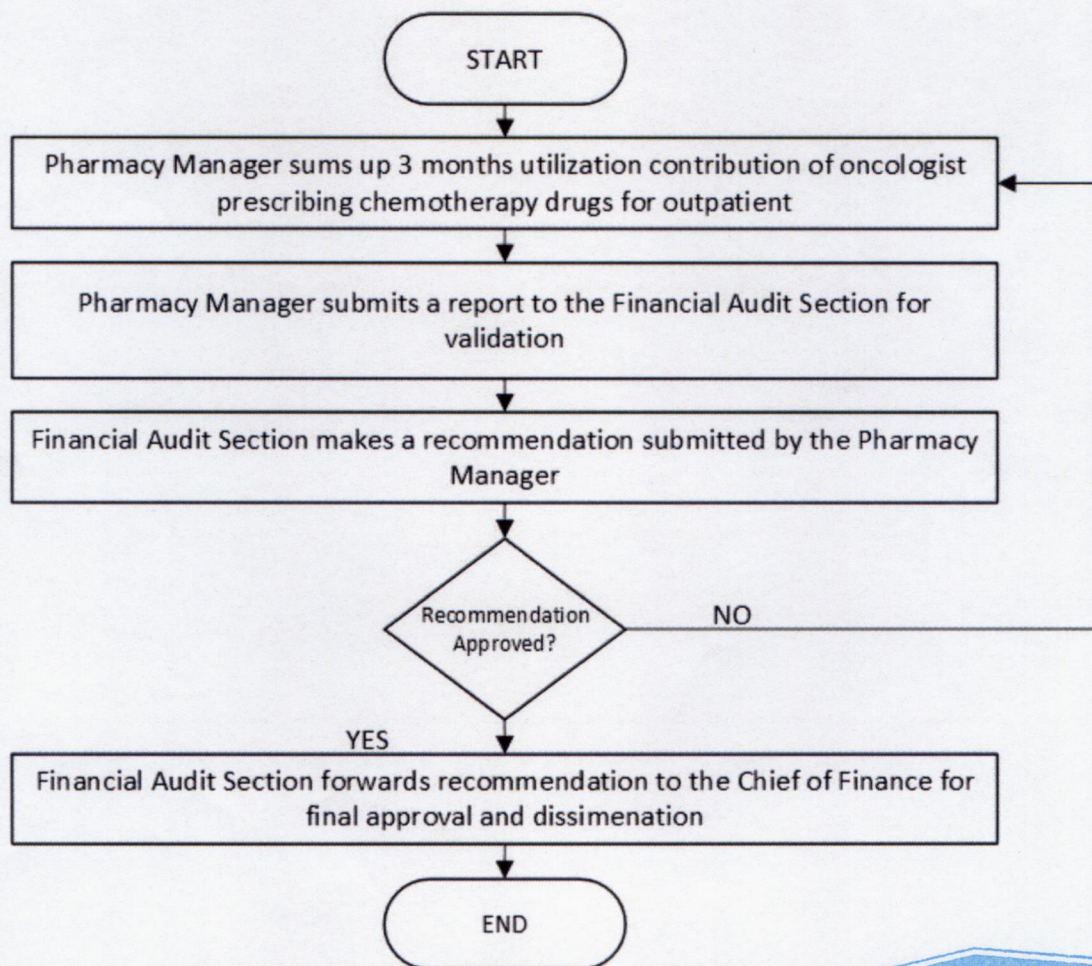 START
Pharmacy Manager sums up 3 months utilization contribution of oncologist
prescribing chemotherapy drugs for outpatient
Pharmacy Manager submits a report to the Financial Audit Section for
validation
Financial Audit Section makes a recommendation submitted by the Pharmacy
Manager
Recommendation
Approved?
NO
YES
Financial Audit Section forwards recommendation to the Chief of Finance for
final approval and dissimenation
END